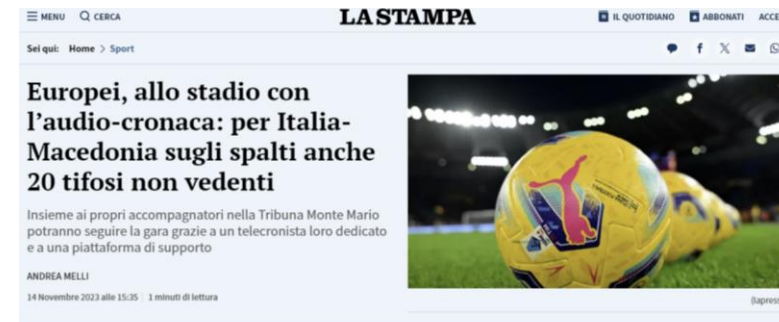 MENU CERCA LA STAMPA IL QUOTIDIANO ABBONATI ACCE
Sei qui: Home > Sport
Europei, allo stadio con
l’audio-cronaca: per Italia-
Macedonia sugli spalti anche
20 tifosi non vedenti
Insieme ai propri accompagnatori nella Tribuna Monte Mario
potranno seguire la gara grazie a un telecronista loro dedicato
e a una piattaforma di supporto
ANDREA MELLI
14 Novembre 2023 alle 15:35 | 1 minuti di lettura
(lapress